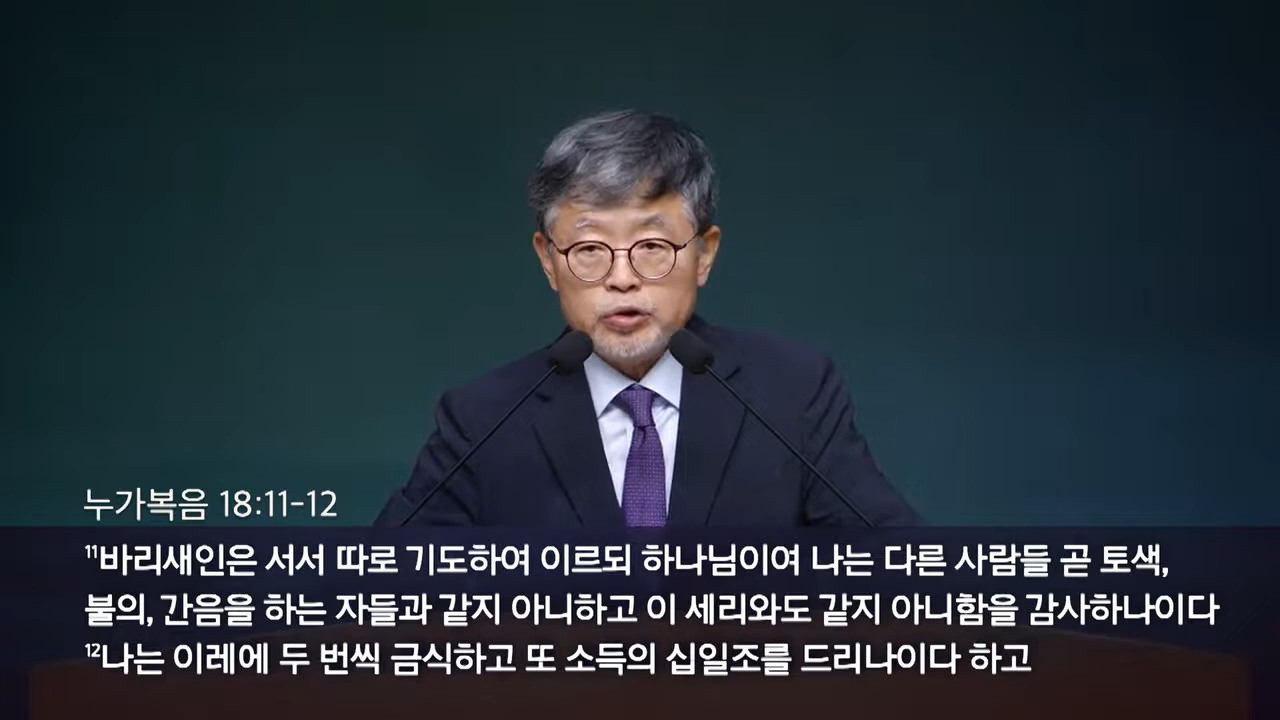 누가복음 18:11-12
11바리새인은 서서 따로 기도하여 이르되 하나님이여 나는 다른 사람들 곧 토색,
불의, 간음을 하는 자들과 같지 아니하고 이 세리와도 같지 아니함을 감사하나이다
12나는 이레에 두 번씩 금식하고 또 소득의 십일조를 드리나이다 하고